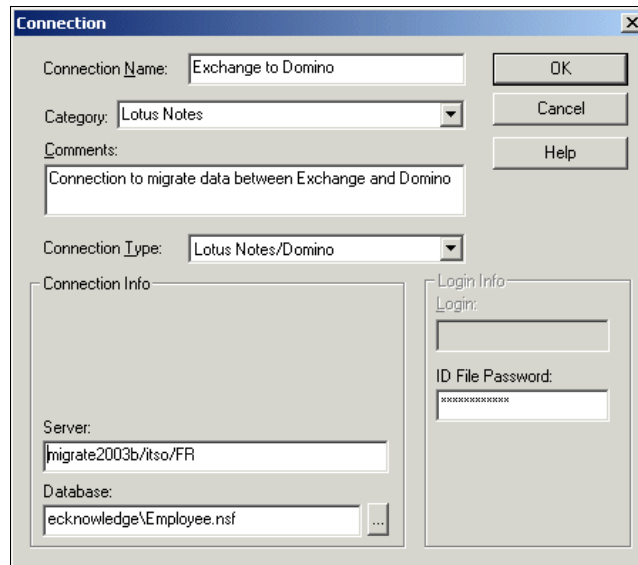 Connection
Connection Name: Exchange to Domino
OK
Category: Lotus Notes
Cancel
Comments:
Help
Connection to migrate data between Exchange and Domino
Connection Type: Lotus Notes/Domino
Connection Info
Login Info
Login:
ID File Password:
************
Server:
migrate2003b/itso/FR
Database:
ecknowledge\Employee.nsf
...